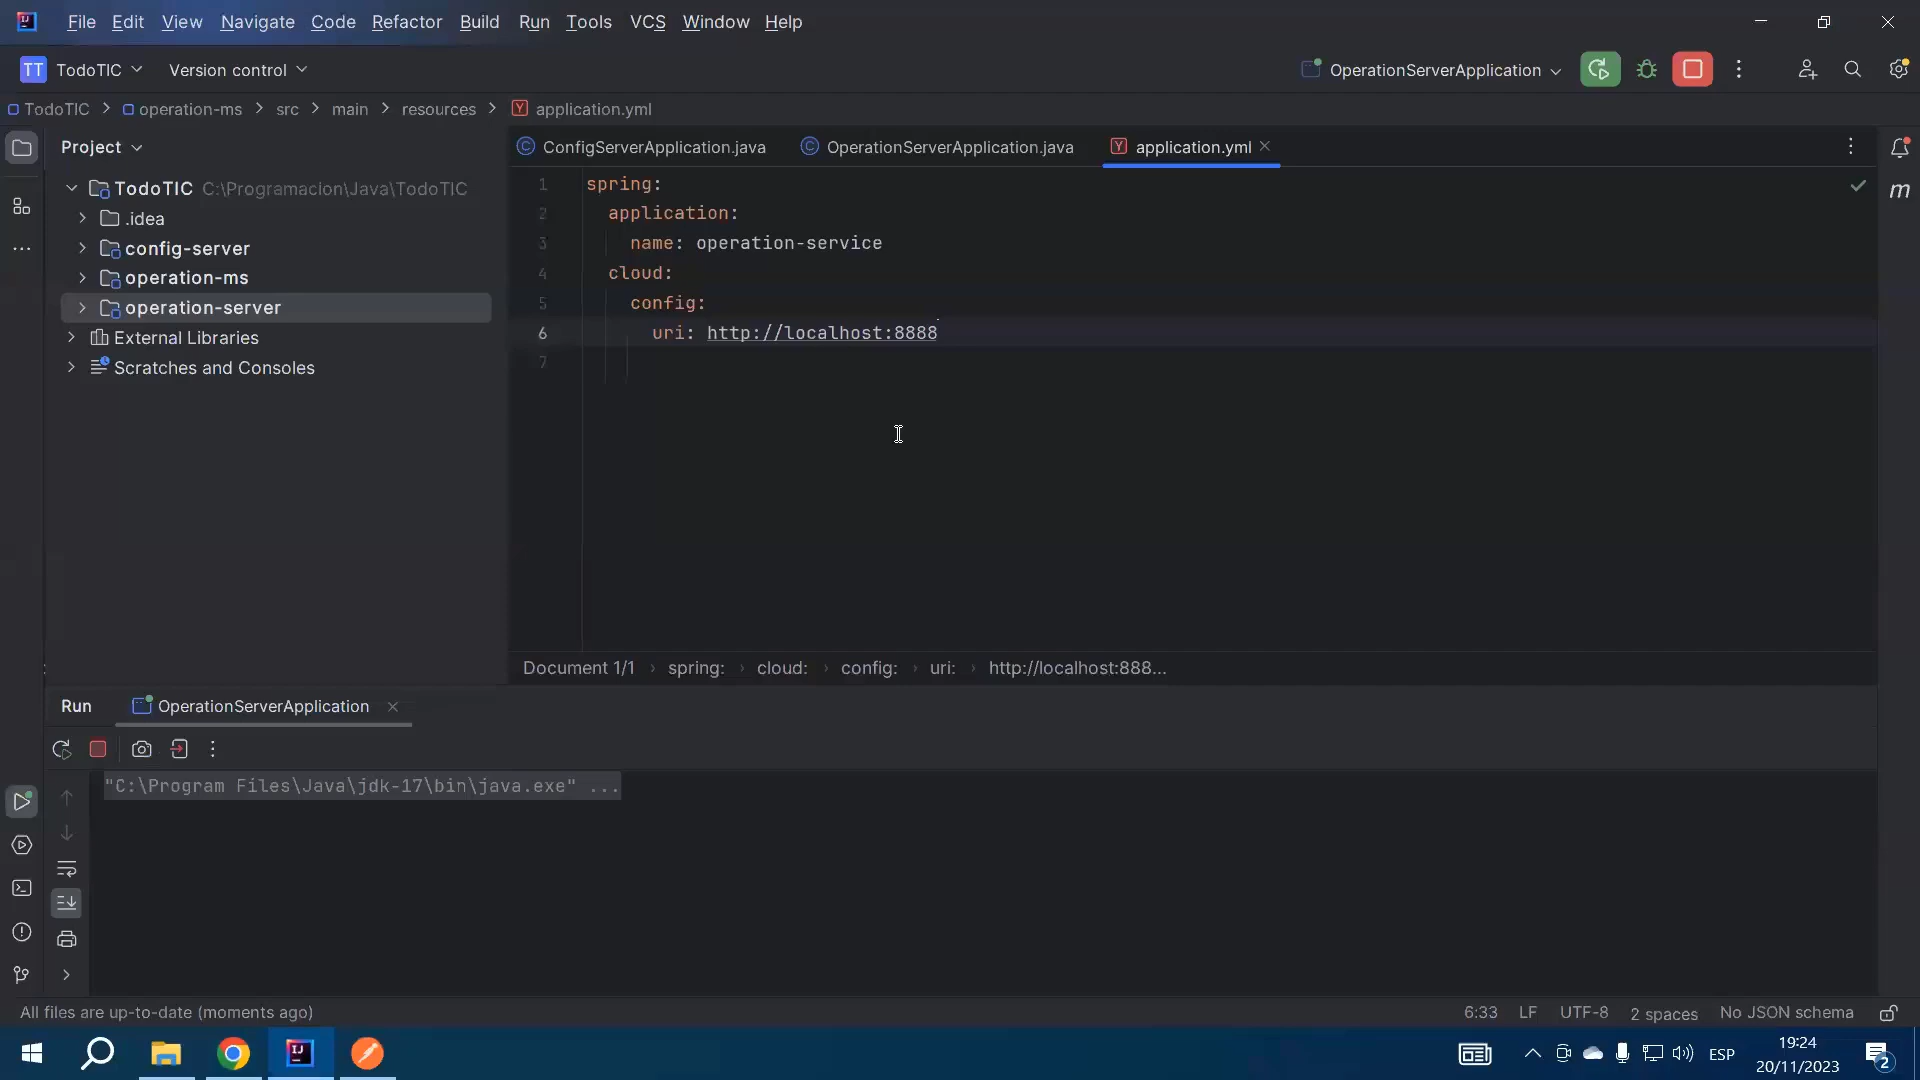 File Edit View Navigate Code Refactor Build Run Tools VCS Window Help
TT TodoTIC Version control OperationServerApplication
TodoTIC operation-ms src main resources application.yml
Project
ConfigServerApplication.java OperationServerApplication.java application.yml
TodoTIC C:\Programacion\Java\TodoTIC
.idea
config-server
operation-ms
operation-server
External Libraries
Scratches and Consoles
1 spring:
2 application:
3 name: operation-service
4 cloud:
5 config:
6 uri: http://localhost:8888
7
Document 1/1 › spring: › cloud: › config: › uri: › http://localhost:888...
Run OperationServerApplication
"C:\Program Files\Java\jdk-17\bin\java.exe" ...
All files are up-to-date (moments ago) 6:33 LF UTF-8 2 spaces No JSON schema
ESP 19:24
20/11/2023 2